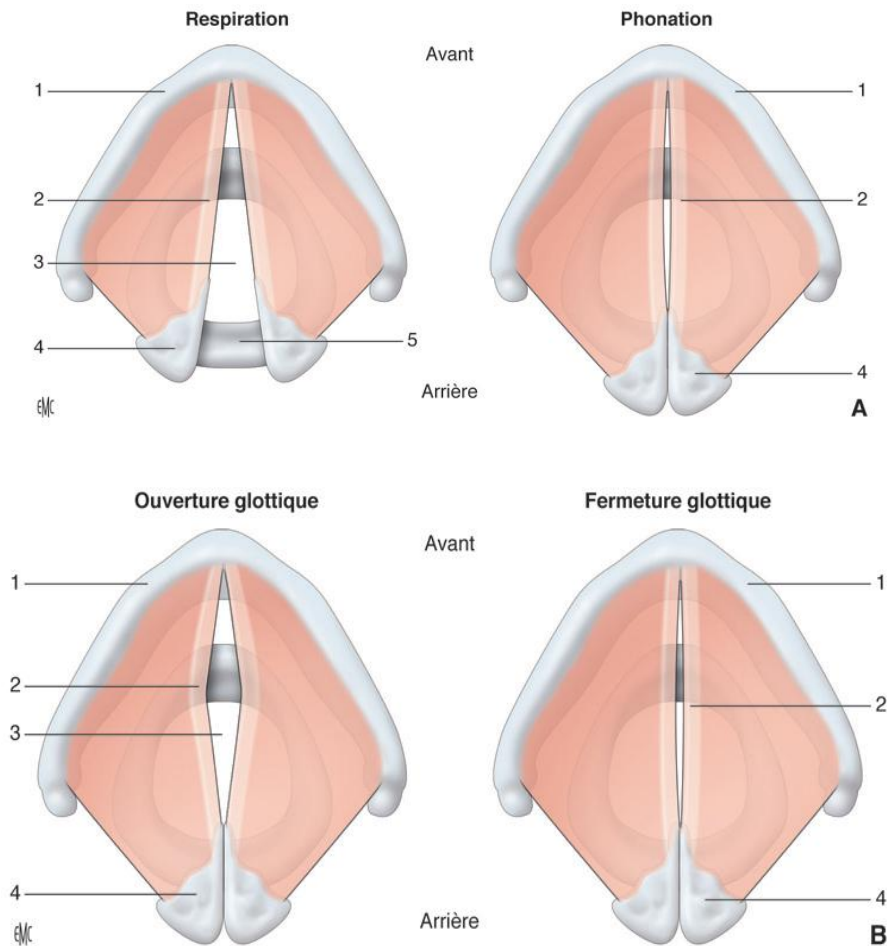 Respiration
Phonation
Avant
1
1
2
2
3
4
5
4
Arrière
EMC
A
Ouverture glottique
Fermeture glottique
Avant
1
1
2
2
3
4
4
Arrière
EMC
B